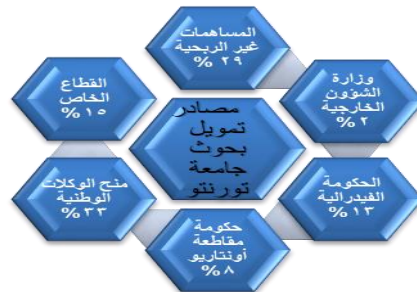 المساهمات
غير الربحية
٢٩ %
وزارة
الشؤون
الخارجية
٢ %
الحكومة
الفيدرالية
١٣ %
حكومة
مقاطعة
أونتاريو
٨ %
منح الوكلات
الوطنية
٣٣ %
القطاع
الخاص
١٥ %
مصادر
تمويل
بحوث
جامعة
تورنتو